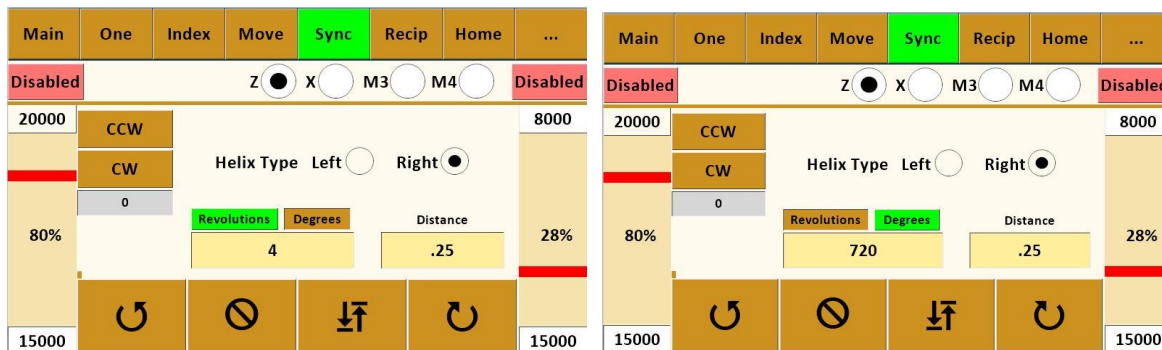 Main One Index Move Sync Recip Home ...
Disabled Z X M3 M4 Disabled
20000 CCW 8000
CW Helix Type Left Right
0
Revolutions Degrees Distance
80% 4 .25 28%
15000 15000
Main One Index Move Sync Recip Home ...
Disabled Z X M3 M4 Disabled
20000 CCW 8000
CW Helix Type Left Right
0
Revolutions Degrees Distance
80% 720 .25 28%
15000 15000